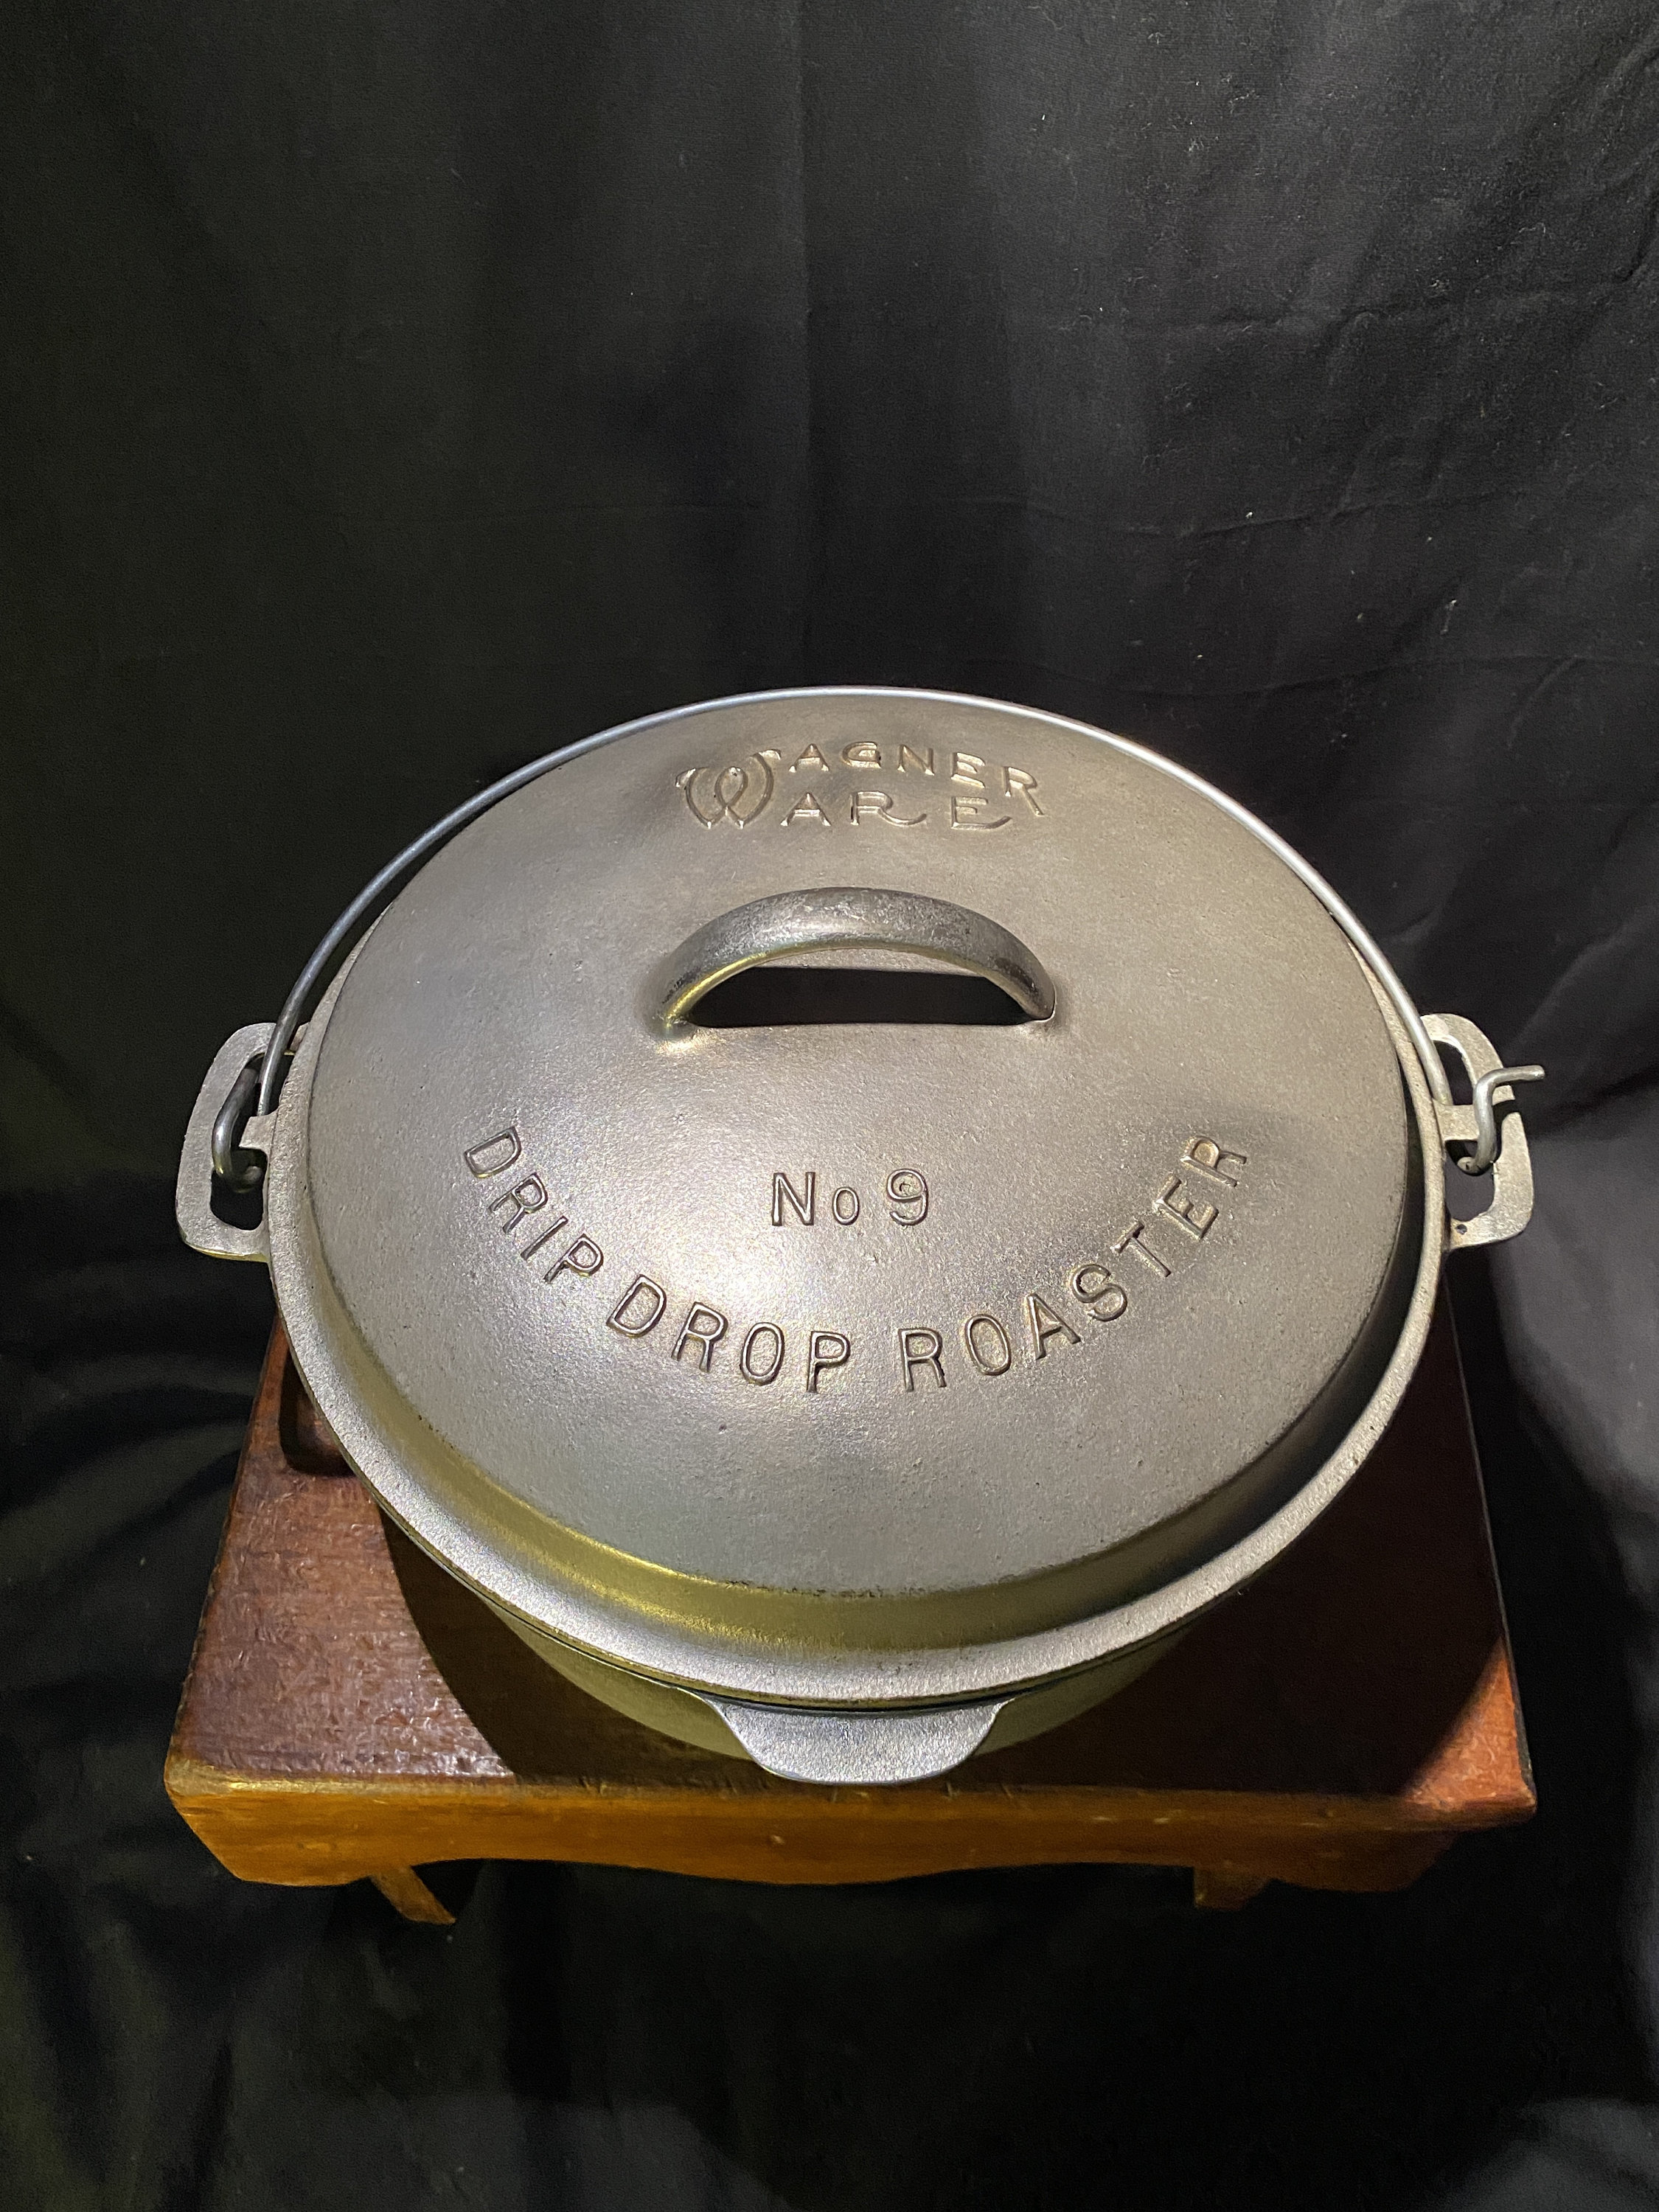 WAGNER
WARE
No 9
DRIP DROP ROASTER